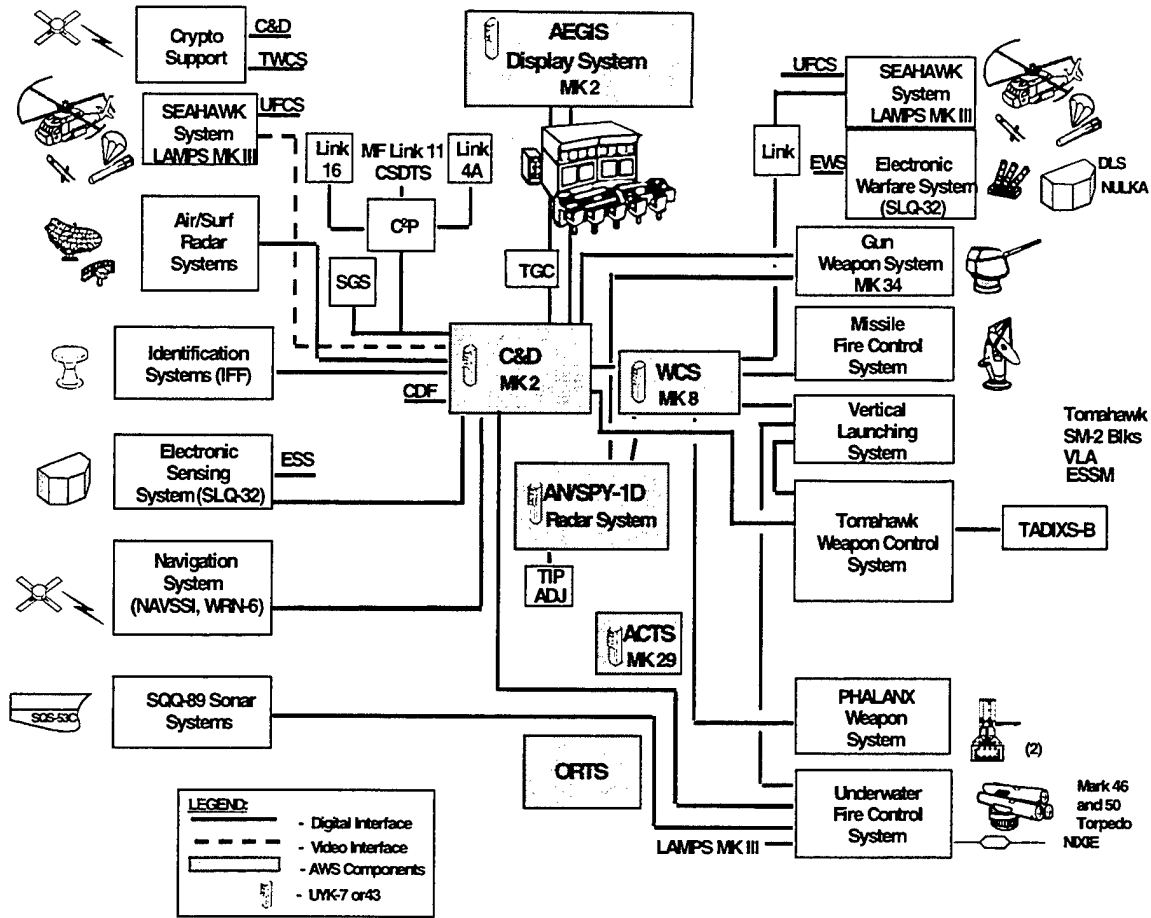 Crypto
Support
C&D
TWCS
AEGIS
Display System
MK 2
SEAHAWK
System
LAMPS MK III
UFCS
Link
16
MF Link 11
CSDTS
Link
4A
C²P
UFCS
SEAHAWK
System
LAMPS MK III
Link
EWS
Electronic
Warfare System
(SLQ-32)
DLS
NULKA
Air/Surf
Radar
Systems
SGS
TGC
Gun
Weapon System
MK 34
Identification
Systems (IFF)
C&D
MK 2
CDF
WCS
MK 8
Missile
Fire Control
System
Vertical
Launching
System
Tomahawk
SM-2 Blks
VLA
ESSM
Electronic
Sensing
System (SLQ-32)
ESS
AN/SPY-1D
Radar System
TIP
ADJ
Tomahawk
Weapon Control
System
TADIXS-B
Navigation
System
(NAVSSI, WRN-6)
ACTS
MK 29
SQS-53C
SQQ-89 Sonar
Systems
ORTS
PHALANX
Weapon
System
(2)
Underwater
Fire Control
System
LAMPS MK III
Mark 46
and 50
Torpedo
NIXIE
LEGEND:
- Digital Interface
- Video Interface
- AWS Components
- UYK-7 or 43